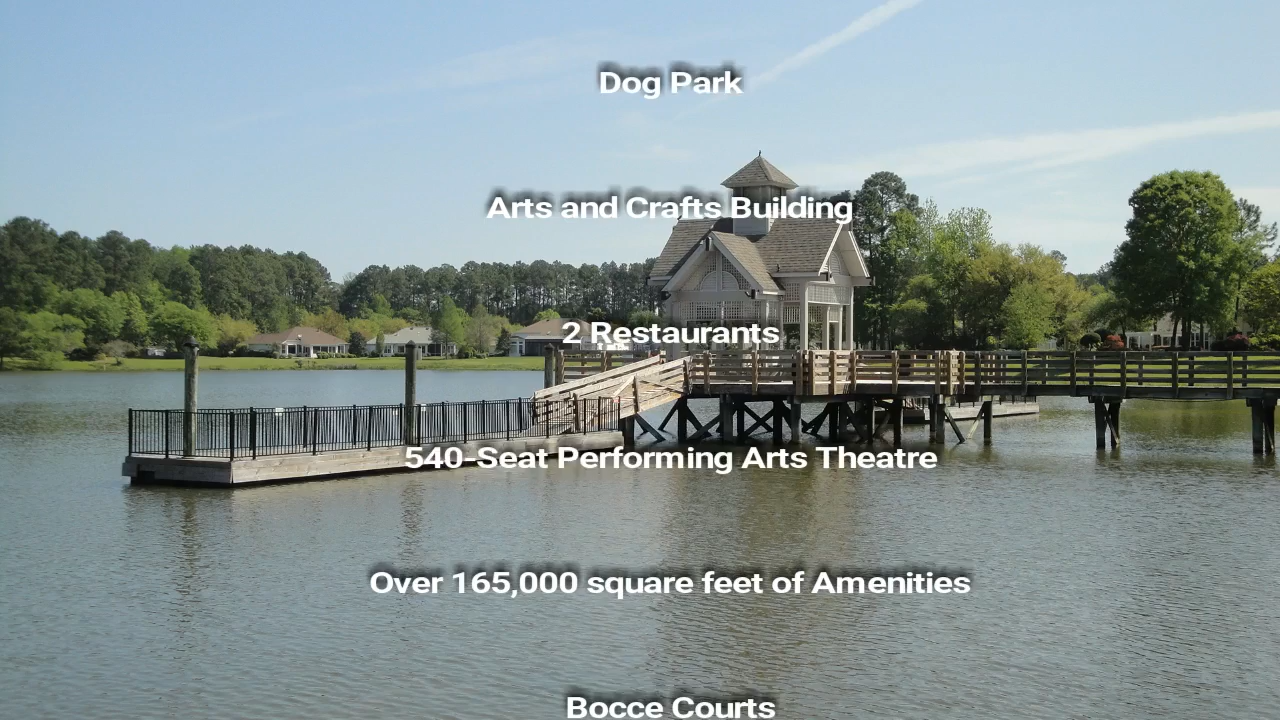 Dog Park
Arts and Crafts Building
2 Restaurants
540-Seat Performing Arts Theatre
Over 165,000 square feet of Amenities
Bocce Courts